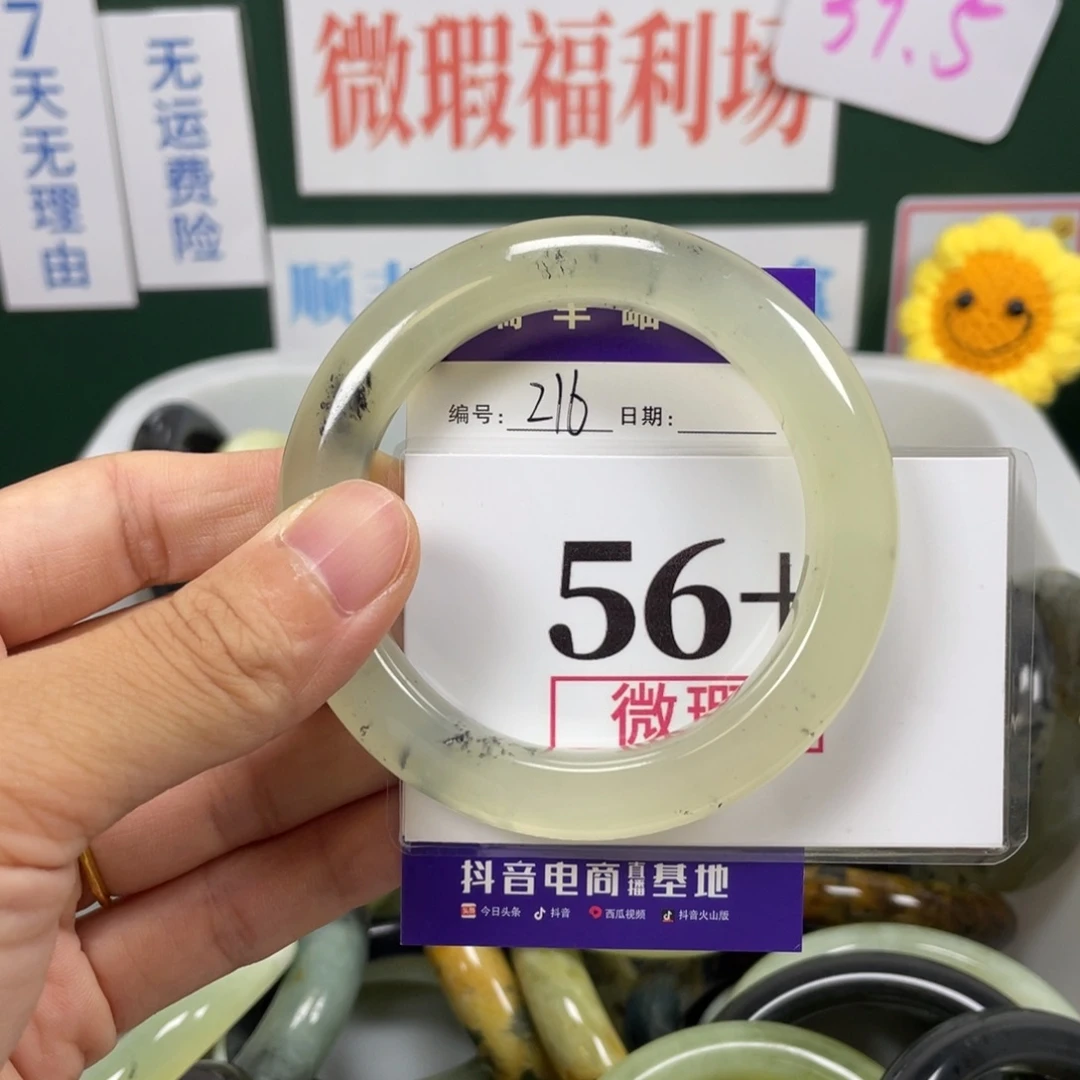 7天无理由
无运费险
微瑕福利场
37.5
顺丰
编号: 216 日期:
56+
微瑕
抖音电商直播基地
今日头条 抖音 西瓜视频 抖音火山版